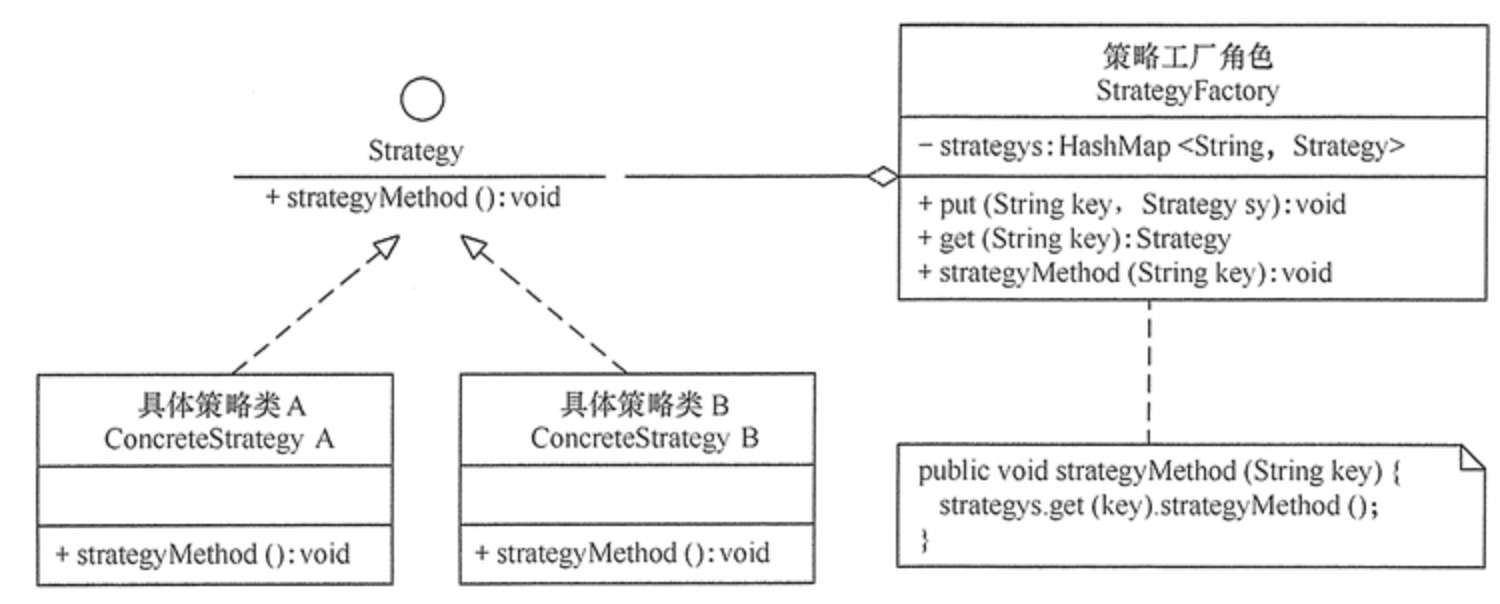 策略工厂角色
StrategyFactory
- strategys:HashMap <String, Strategy>
+ put (String key, Strategy sy):void
+ get (String key):Strategy
+ strategyMethod (String key):void
Strategy
+ strategyMethod ():void
具体策略类 A
ConcreteStrategy A
+ strategyMethod ():void
具体策略类 B
ConcreteStrategy B
+ strategyMethod ():void
public void strategyMethod (String key) {
strategys.get (key).strategyMethod ();
}